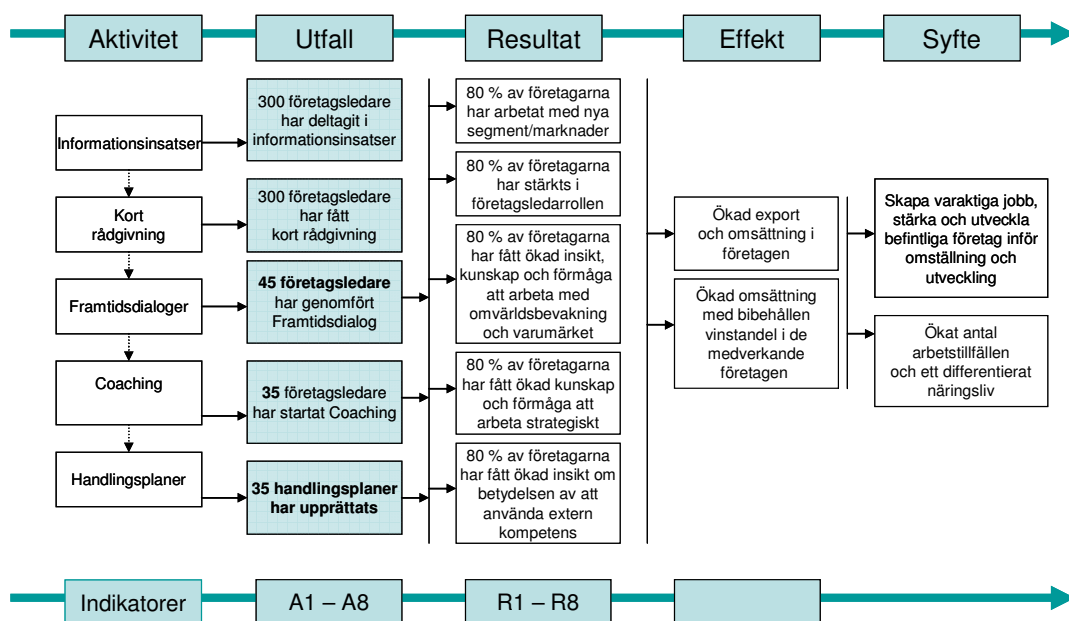 Aktivitet
Utfall
Resultat
Effekt
Syfte
Informationsinsatser
Kort
rådgivning
Framtidsdialoger
Coaching
Handlingsplaner
300 företagsledare
har deltagit i
informationsinsatser
300 företagsledare
har fått
kort rådgivning
45 företagsledare
har genomfört
Framtidsdialog
35 företagsledare
har startat Coaching
35 handlingsplaner
har upprättats
80 % av företagarna
har arbetat med nya
segment/marknader
80 % av företagarna
har stärkts i
företagsledarrollen
80 % av företagarna
har fått ökad insikt,
kunskap och förmåga
att arbeta med
omvärldsbevakning
och varumärket
80 % av företagarna
har fått ökad kunskap
och förmåga att
arbeta strategiskt
80 % av företagarna
har fått ökad insikt om
betydelsen av att
använda extern
kompetens
Ökad export
och omsättning i
företagen
Ökad omsättning
med bibehållen
vinstandel i de
medverkande
företagen
Skapa varaktiga jobb,
stärka och utveckla
befintliga företag inför
omställning och
utveckling
Ökat antal
arbetstillfällen
och ett differentierat
näringsliv
Indikatorer
A1 – A8
R1 – R8